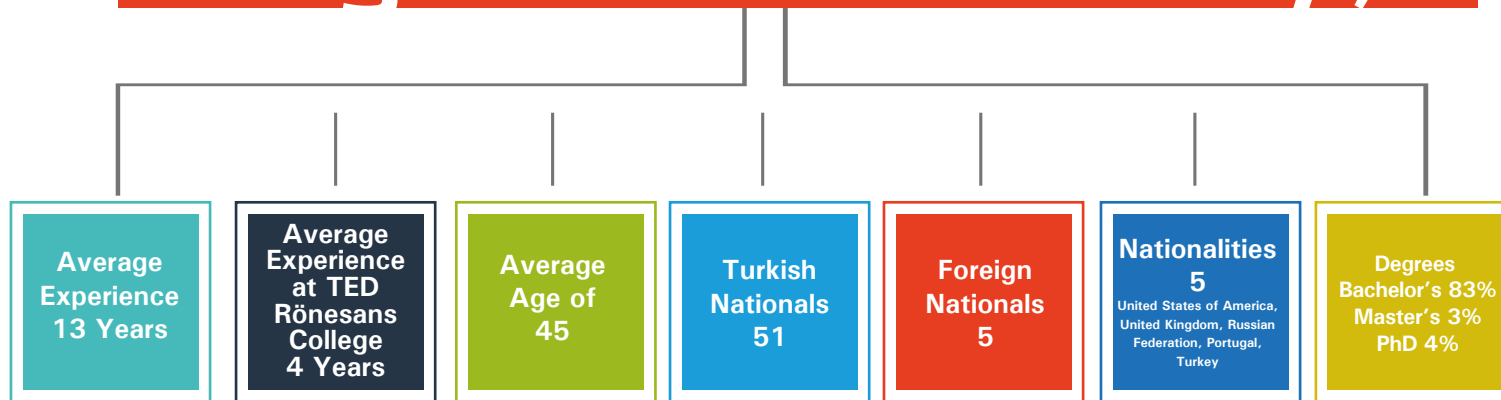 Average
Experience
13 Years
Average
Experience
at TED
Rönesans
College
4 Years
Average
Age of
45
Turkish
Nationals
51
Foreign
Nationals
5
Nationalities
5
United States of America,
United Kingdom, Russian
Federation, Portugal,
Turkey
Degrees
Bachelor's 83%
Master's 3%
PhD 4%